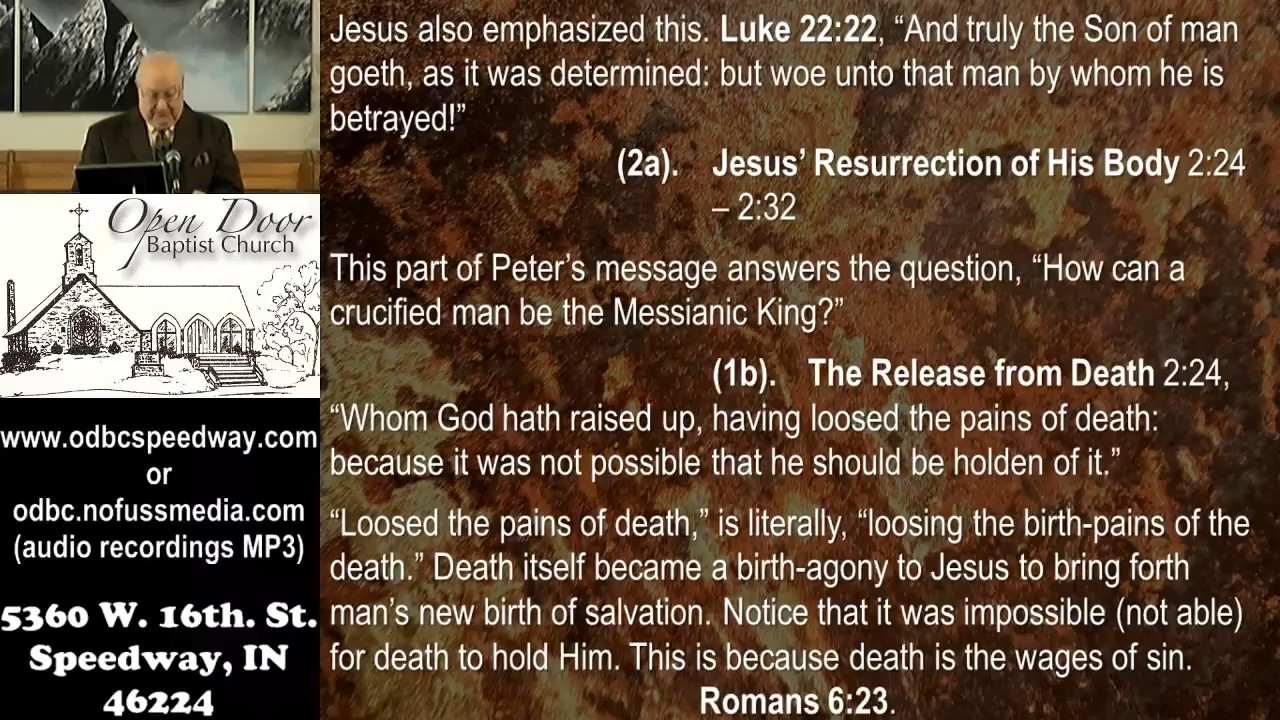 Jesus also emphasized this. Luke 22:22, “And truly the Son of man
goeth, as it was determined: but woe unto that man by whom he is
betrayed!”
(2a). Jesus’ Resurrection of His Body 2:24
– 2:32
This part of Peter’s message answers the question, “How can a
crucified man be the Messianic King?”
(1b). The Release from Death 2:24,
“Whom God hath raised up, having loosed the pains of death:
because it was not possible that he should be holden of it.”
“Loosed the pains of death,” is literally, “loosing the birth-pains of the
death.” Death itself became a birth-agony to Jesus to bring forth
man’s new birth of salvation. Notice that it was impossible (not able)
for death to hold Him. This is because death is the wages of sin.
Romans 6:23.
Open Door
Baptist Church
www.odbcspeedway.com
or
odbc.nofussmedia.com
(audio recordings MP3)
5360 W. 16th. St.
Speedway, IN
46224